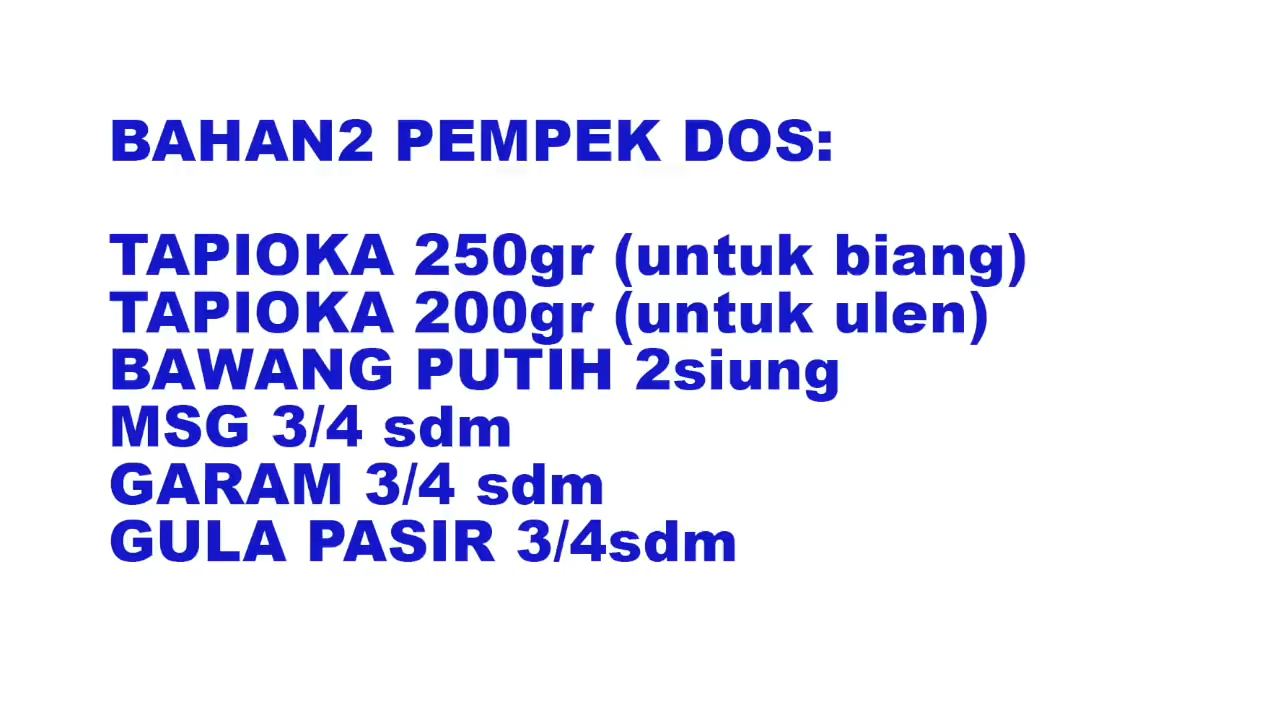 BAHAN2 PEMPEK DOS:
TAPIOKA 250gr (untuk biang)
TAPIOKA 200gr (untuk ulen)
BAWANG PUTIH 2siung
MSG 3/4 sdm
GARAM 3/4 sdm
GULA PASIR 3/4sdm